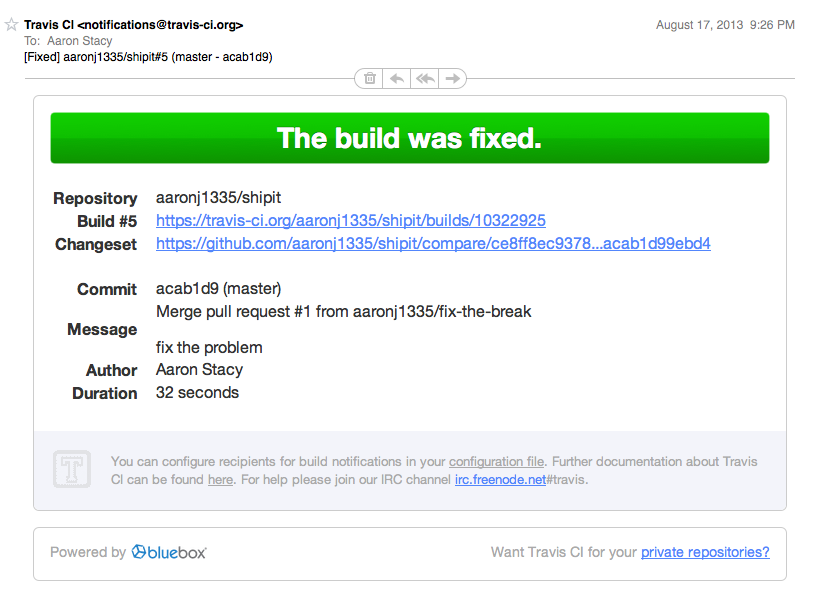 Travis CI <notifications@travis-ci.org>
August 17, 2013 9:26 PM
To: Aaron Stacy
[Fixed] aaronj1335/shipit#5 (master - acab1d9)
The build was fixed.
Repository aaronj1335/shipit
Build #5 https://travis-ci.org/aaronj1335/shipit/builds/10322925
Changeset https://github.com/aaronj1335/shipit/compare/ce8ff8ec9378...acab1d99ebd4
Commit acab1d9 (master)
Merge pull request #1 from aaronj1335/fix-the-break
Message
fix the problem
Author Aaron Stacy
Duration 32 seconds
T
You can configure recipients for build notifications in your configuration file. Further documentation about Travis
CI can be found here. For help please join our IRC channel irc.freenode.net#travis.
Powered by bluebox
Want Travis CI for your private repositories?